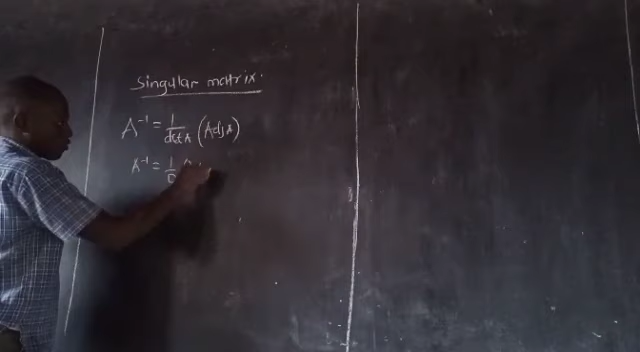 Singular matrix.
A⁻¹ = 1/det A (Adj A)
A⁻¹ = 1/0